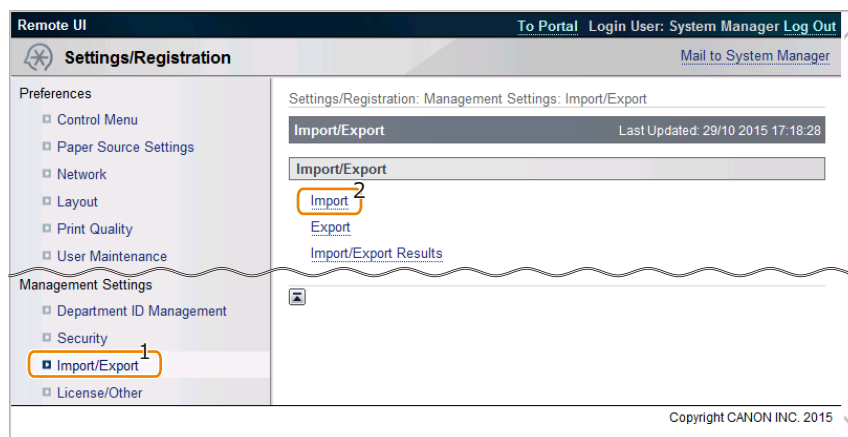 Remote UI To Portal Login User: System Manager Log Out
Settings/Registration Mail to System Manager
Preferences
Control Menu
Paper Source Settings
Network
Layout
Print Quality
User Maintenance
Management Settings
Department ID Management
Security
1
Import/Export
License/Other
Settings/Registration: Management Settings: Import/Export
Import/Export Last Updated: 29/10 2015 17:18:28
Import/Export
2
Import
Export
Import/Export Results
Copyright CANON INC. 2015